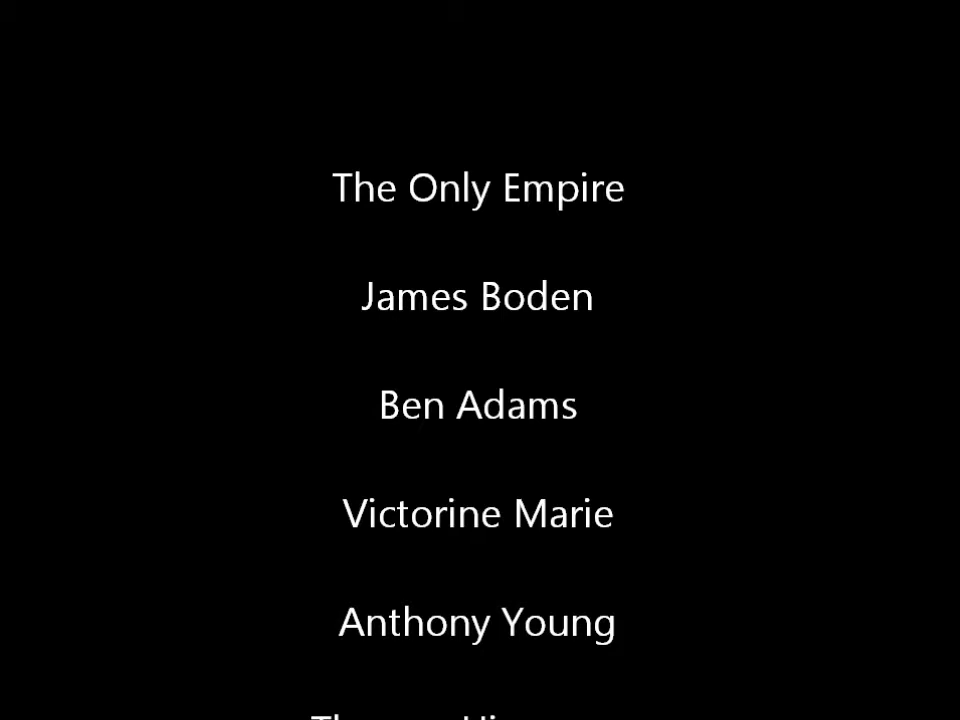 The Only Empire
James Boden
Ben Adams
Victorine Marie
Anthony Young